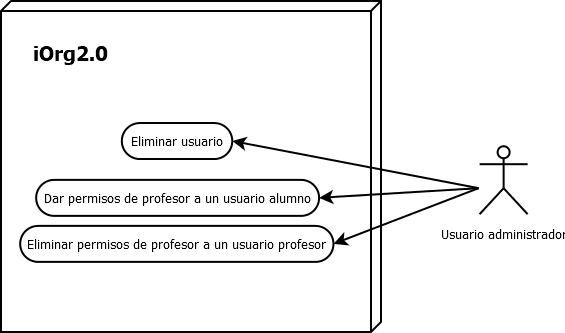 iOrg2.0
Eliminar usuario
Dar permisos de profesor a un usuario alumno
Eliminar permisos de profesor a un usuario profesor
Usuario administrador